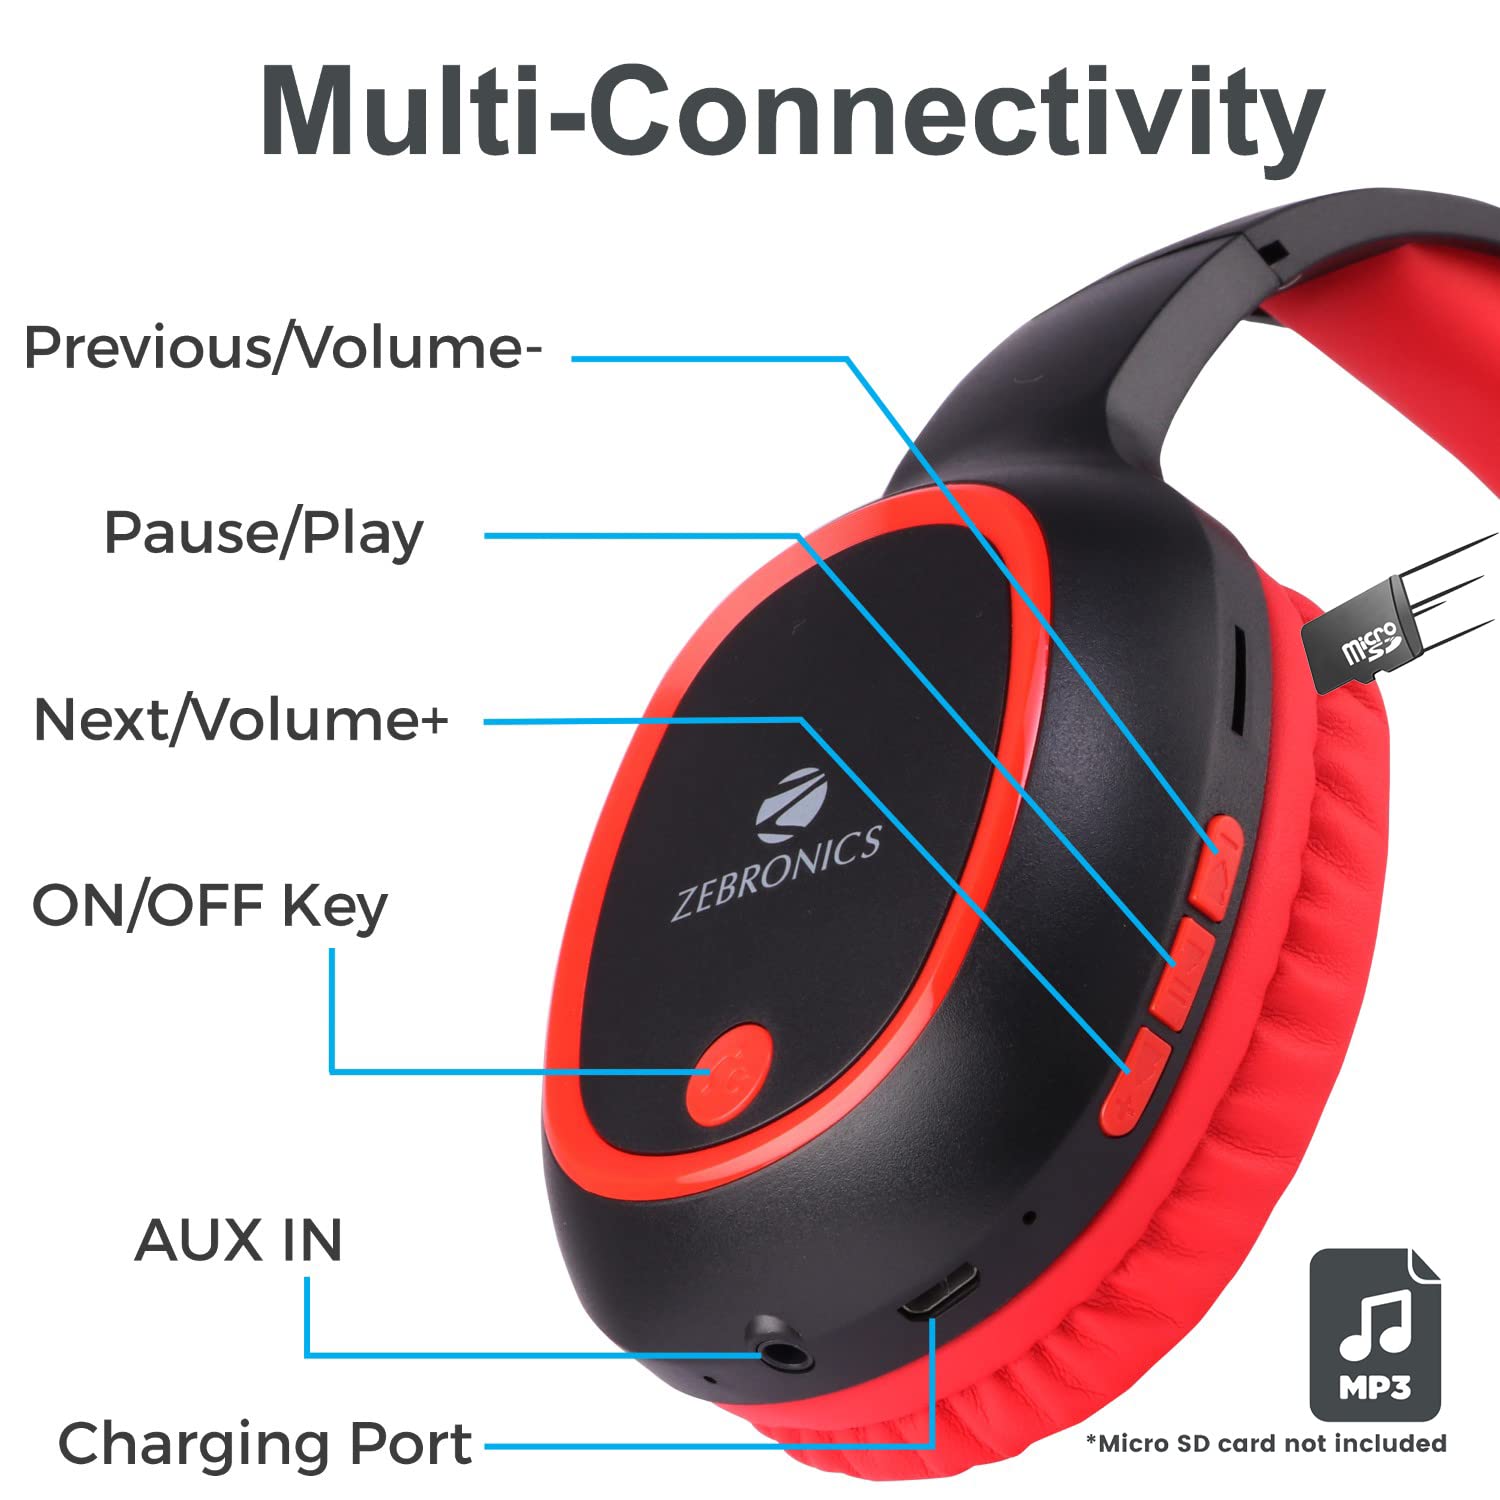 Multi-Connectivity
Previous/Volume-
Pause/Play
Next/Volume+
ON/OFF Key
AUX IN
Charging Port
ZEBRONICS
micro
SD
MP3
*Micro SD card not included